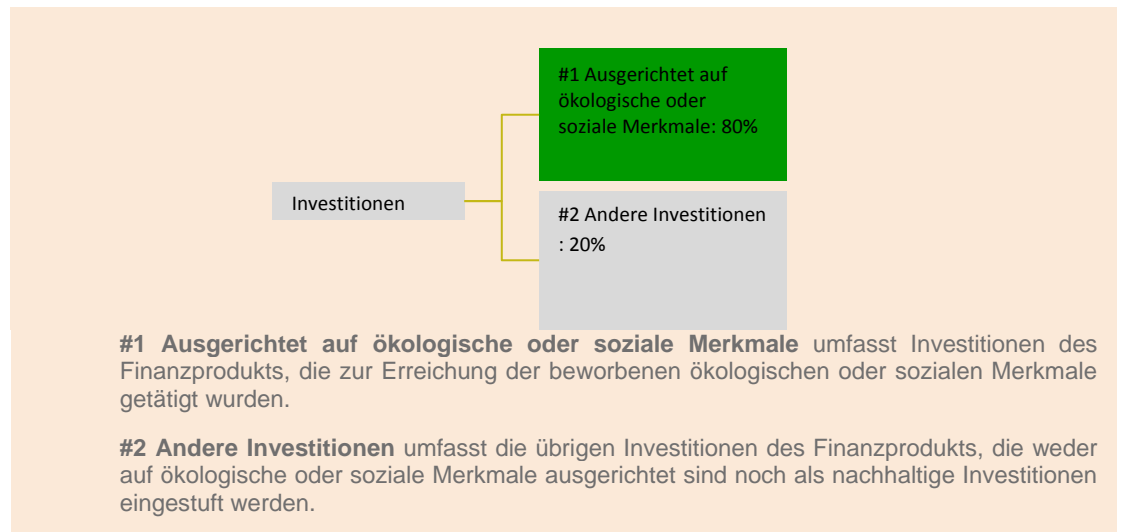 #1 Ausgerichtet auf
ökologische oder
soziale Merkmale: 80%
Investitionen
#2 Andere Investitionen
: 20%
#1 Ausgerichtet auf ökologische oder soziale Merkmale umfasst Investitionen des
Finanzprodukts, die zur Erreichung der beworbenen ökologischen oder sozialen Merkmale
getätigt wurden.
#2 Andere Investitionen umfasst die übrigen Investitionen des Finanzprodukts, die weder
auf ökologische oder soziale Merkmale ausgerichtet sind noch als nachhaltige Investitionen
eingestuft werden.